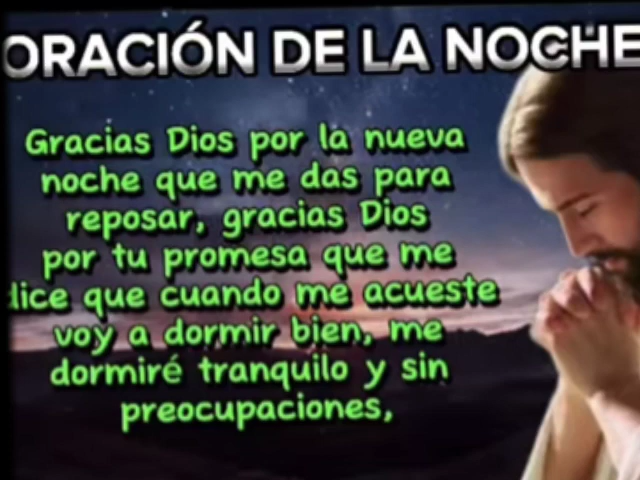 ORACIÓN DE LA NOCHE
Gracias Dios por la nueva
noche que me das para
reposar, gracias Dios
por tu promesa que me
dice que cuando me acueste
voy a dormir bien, me
dormiré tranquilo y sin
preocupaciones,